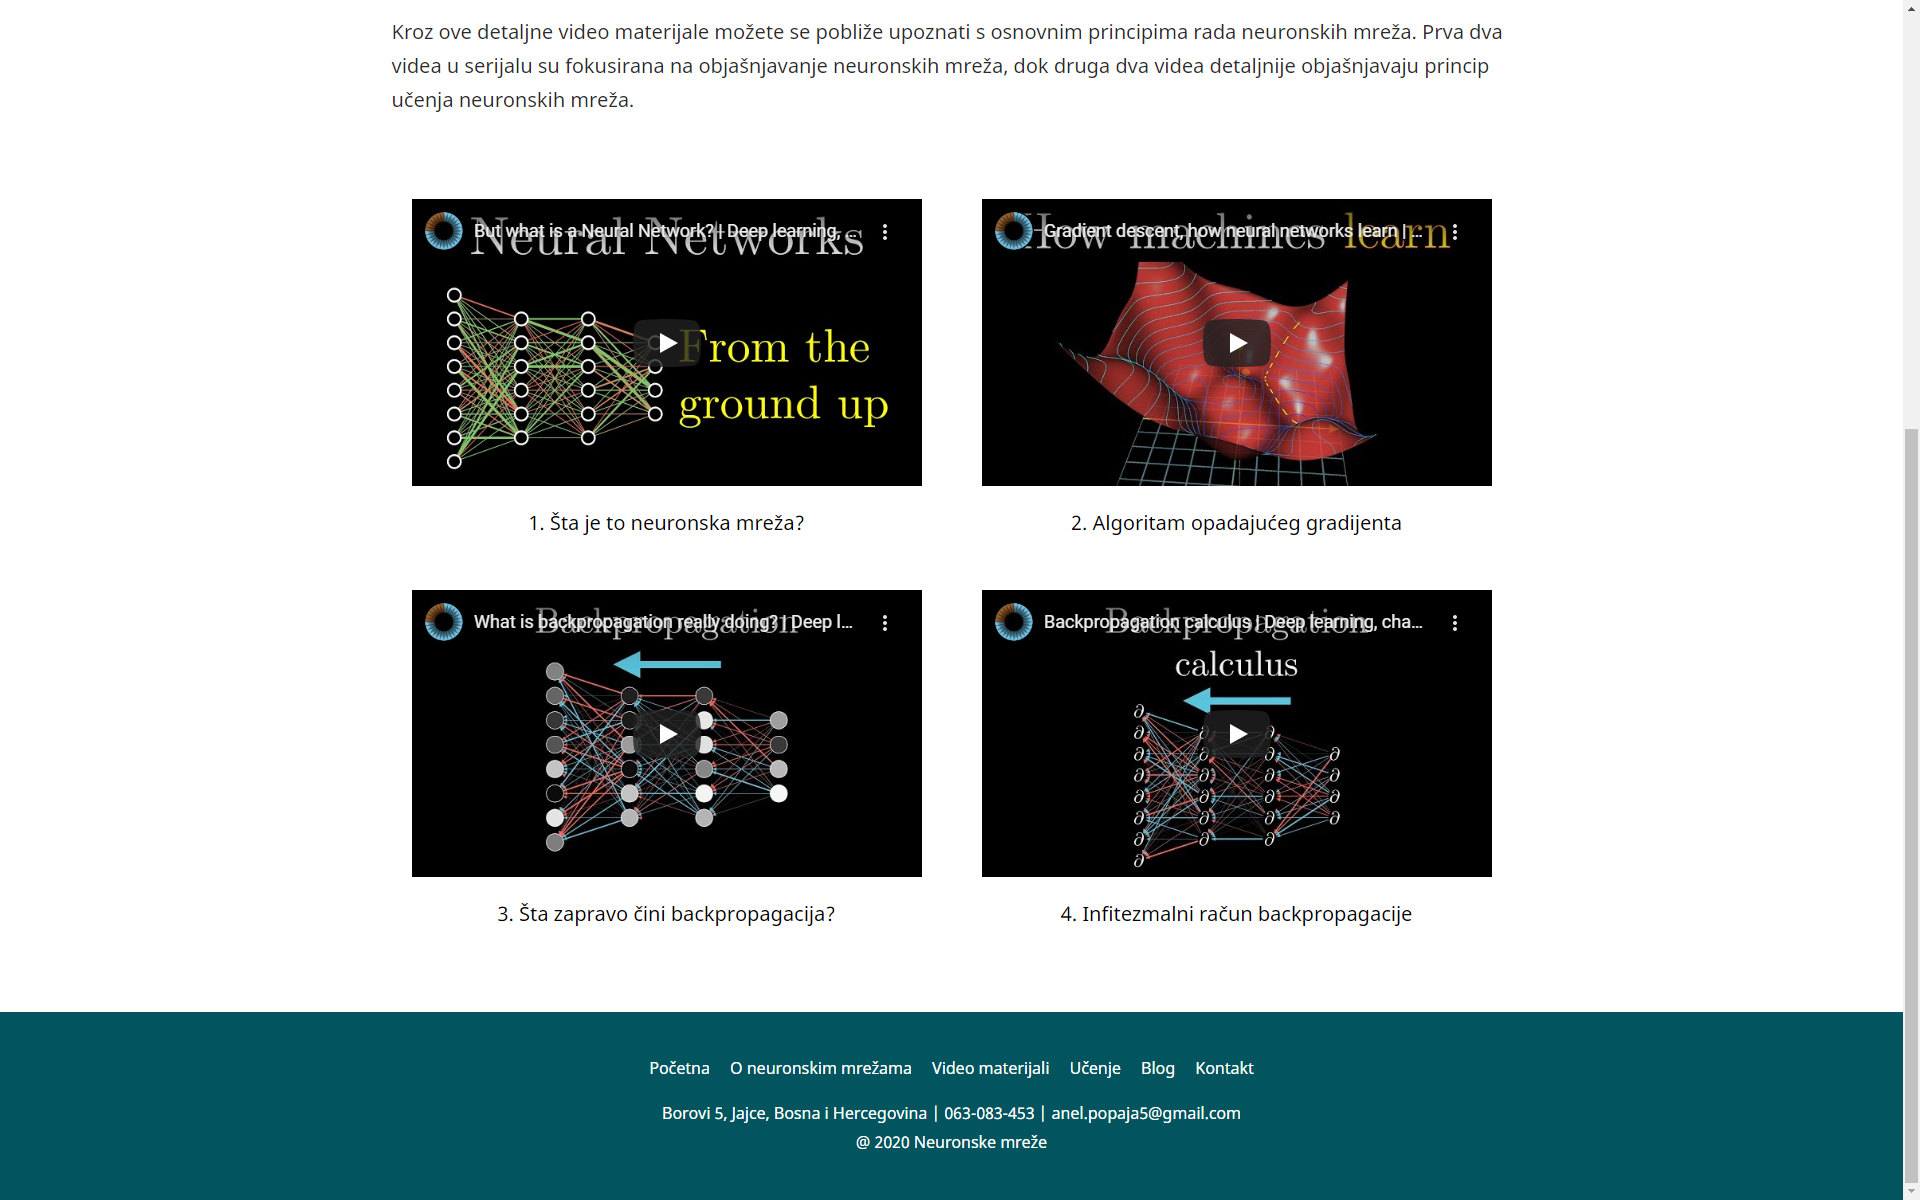 Kroz ove detaljne video materijale možete se pobliže upoznati s osnovnim principima rada neuronskih mreža. Prva dva
videa u serijalu su fokusirana na objašnjavanje neuronskih mreža, dok druga dva videa detaljnije objašnjavaju princip
učenja neuronskih mreža.
Neural Networks
But what is a Neural Network? | Deep learning, ...
From the
ground up
How machines learn
Gradient descent, how neural networks learn | ...
1. Šta je to neuronska mreža?
2. Algoritam opadajućeg gradijenta
Backpropagation
What is backpropagation really doing? | Deep l...
Backpropagation
Backpropagation calculus | Deep learning, cha...
calculus
3. Šta zapravo čini backpropagacija?
4. Infitezmalni račun backpropagacije
Početna O neuronskim mrežama Video materijali Učenje Blog Kontakt
Borovi 5, Jajce, Bosna i Hercegovina | 063-083-453 | anel.popaja5@gmail.com
@ 2020 Neuronske mreže